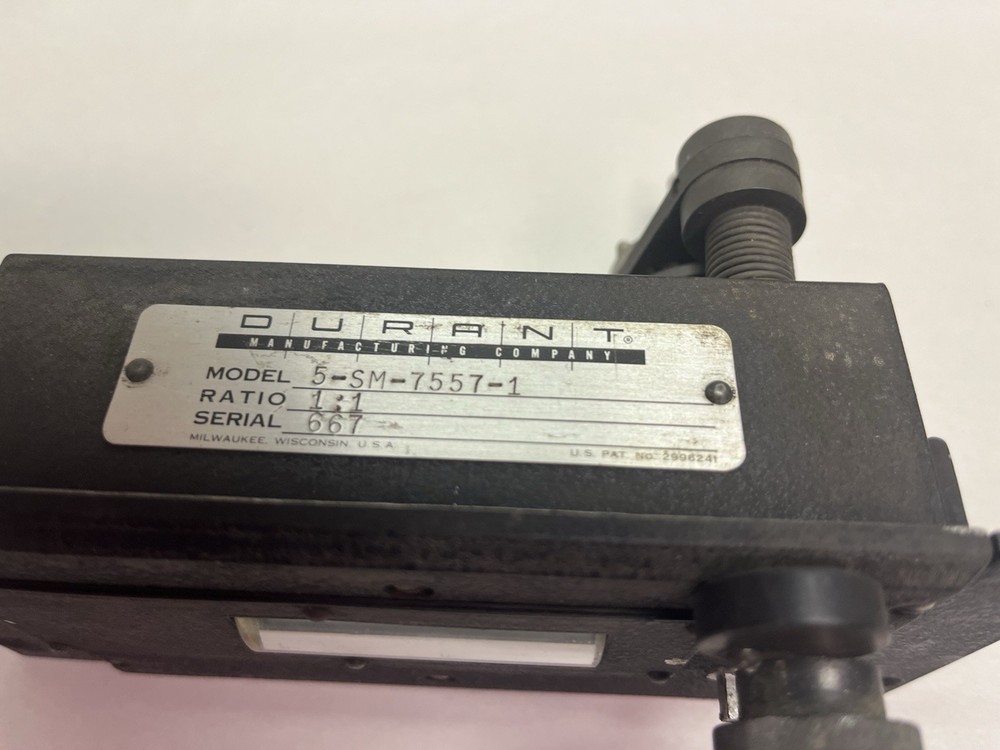 DURANT®
MANUFACTURING COMPANY
MODEL 5-SM-7557-1
RATIO 1:1
SERIAL 667
MILWAUKEE, WISCONSIN, U.S.A.
U.S. PAT. NO. 2996241